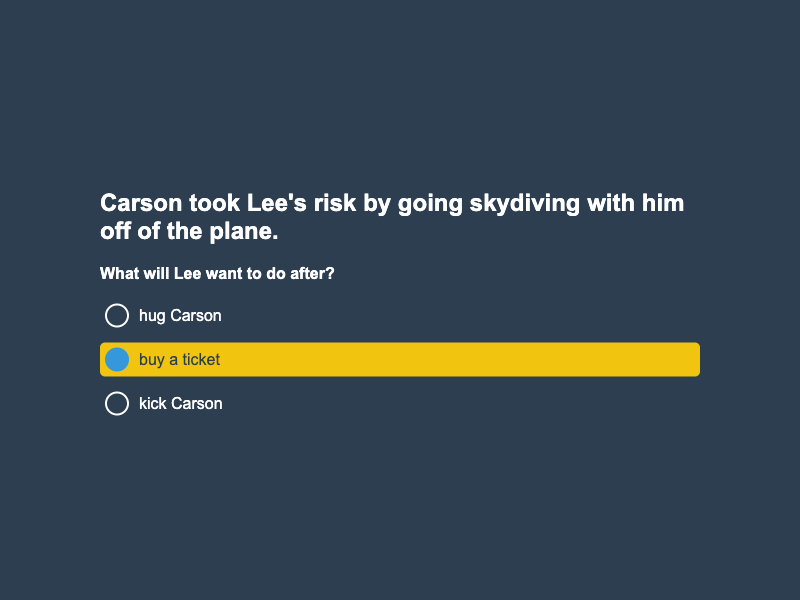 Carson took Lee's risk by going skydiving with him
off of the plane.
What will Lee want to do after?
hug Carson
buy a ticket
kick Carson